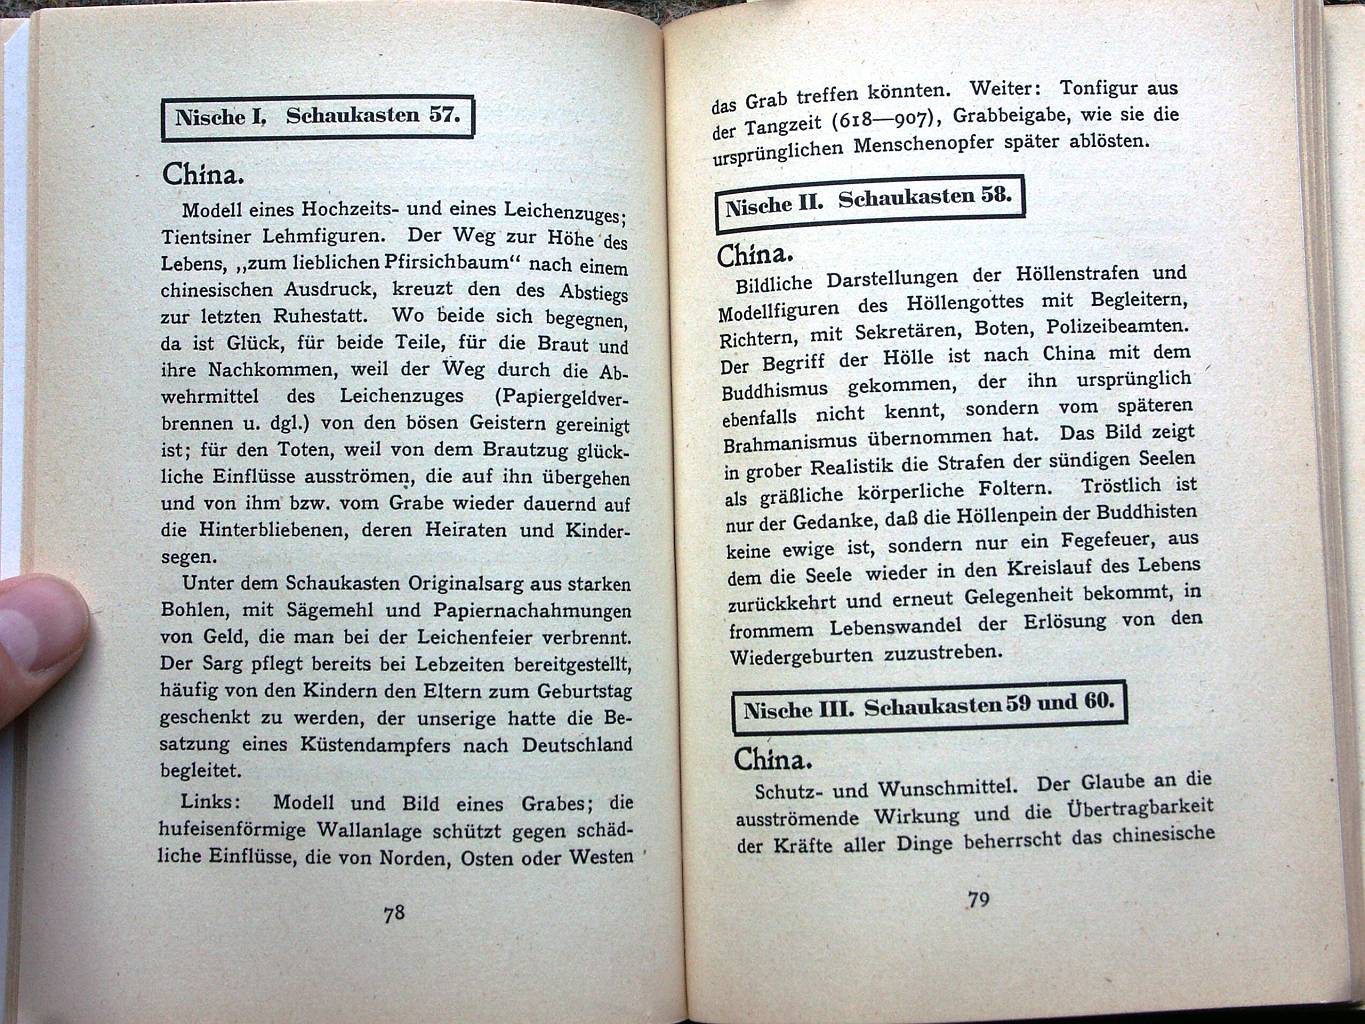 Nische I, Schaukasten 57.
China.
Modell eines Hochzeits- und eines Leichenzuges;
Tientsiner Lehmfiguren. Der Weg zur Höhe des
Lebens, „zum lieblichen Pfirsichbaum“ nach einem
chinesischen Ausdruck, kreuzt den des Abstiegs
zur letzten Ruhestatt. Wo beide sich begegnen,
da ist Glück, für beide Teile, für die Braut und
ihre Nachkommen, weil der Weg durch die Ab-
wehrmittel des Leichenzuges (Papiergeldver-
brennen u. dgl.) von den bösen Geistern gereinigt
ist; für den Toten, weil von dem Brautzug glück-
liche Einflüsse ausströmen, die auf ihn übergehen
und von ihm bzw. vom Grabe wieder dauernd auf
die Hinterbliebenen, deren Heiraten und Kinder-
segen.
Unter dem Schaukasten Originalsarg aus starken
Bohlen, mit Sägemehl und Papiernachahmungen
von Geld, die man bei der Leichenfeier verbrennt.
Der Sarg pflegt bereits bei Lebzeiten bereitgestellt,
häufig von den Kindern den Eltern zum Geburtstag
geschenkt zu werden, der unserige hatte die Be-
satzung eines Küstendampfers nach Deutschland
begleitet.
Links: Modell und Bild eines Grabes; die
hufeisenförmige Wallanlage schützt gegen schäd-
liche Einflüsse, die von Norden, Osten oder Westen
78
das Grab treffen könnten. Weiter: Tonfigur aus
der Tangzeit (618—907), Grabbeigabe, wie sie die
ursprünglichen Menschenopfer später ablösten.
Nische II. Schaukasten 58.
China.
Bildliche Darstellungen der Höllenstrafen und
Modellfiguren des Höllengottes mit Begleitern,
Richtern, mit Sekretären, Boten, Polizeibeamten.
Der Begriff der Hölle ist nach China mit dem
Buddhismus gekommen, der ihn ursprünglich
ebenfalls nicht kennt, sondern vom späteren
Brahmanismus übernommen hat. Das Bild zeigt
in grober Realistik die Strafen der sündigen Seelen
als gräßliche körperliche Foltern. Tröstlich ist
nur der Gedanke, daß die Höllenpein der Buddhisten
keine ewige ist, sondern nur ein Fegefeuer, aus
dem die Seele wieder in den Kreislauf des Lebens
zurückkehrt und erneut Gelegenheit bekommt, in
frommem Lebenswandel der Erlösung von den
Wiedergeburten zuzustreben.
Nische III. Schaukasten 59 und 60.
China.
Schutz- und Wunschmittel. Der Glaube an die
ausströmende Wirkung und die Übertragbarkeit
der Kräfte aller Dinge beherrscht das chinesische
79